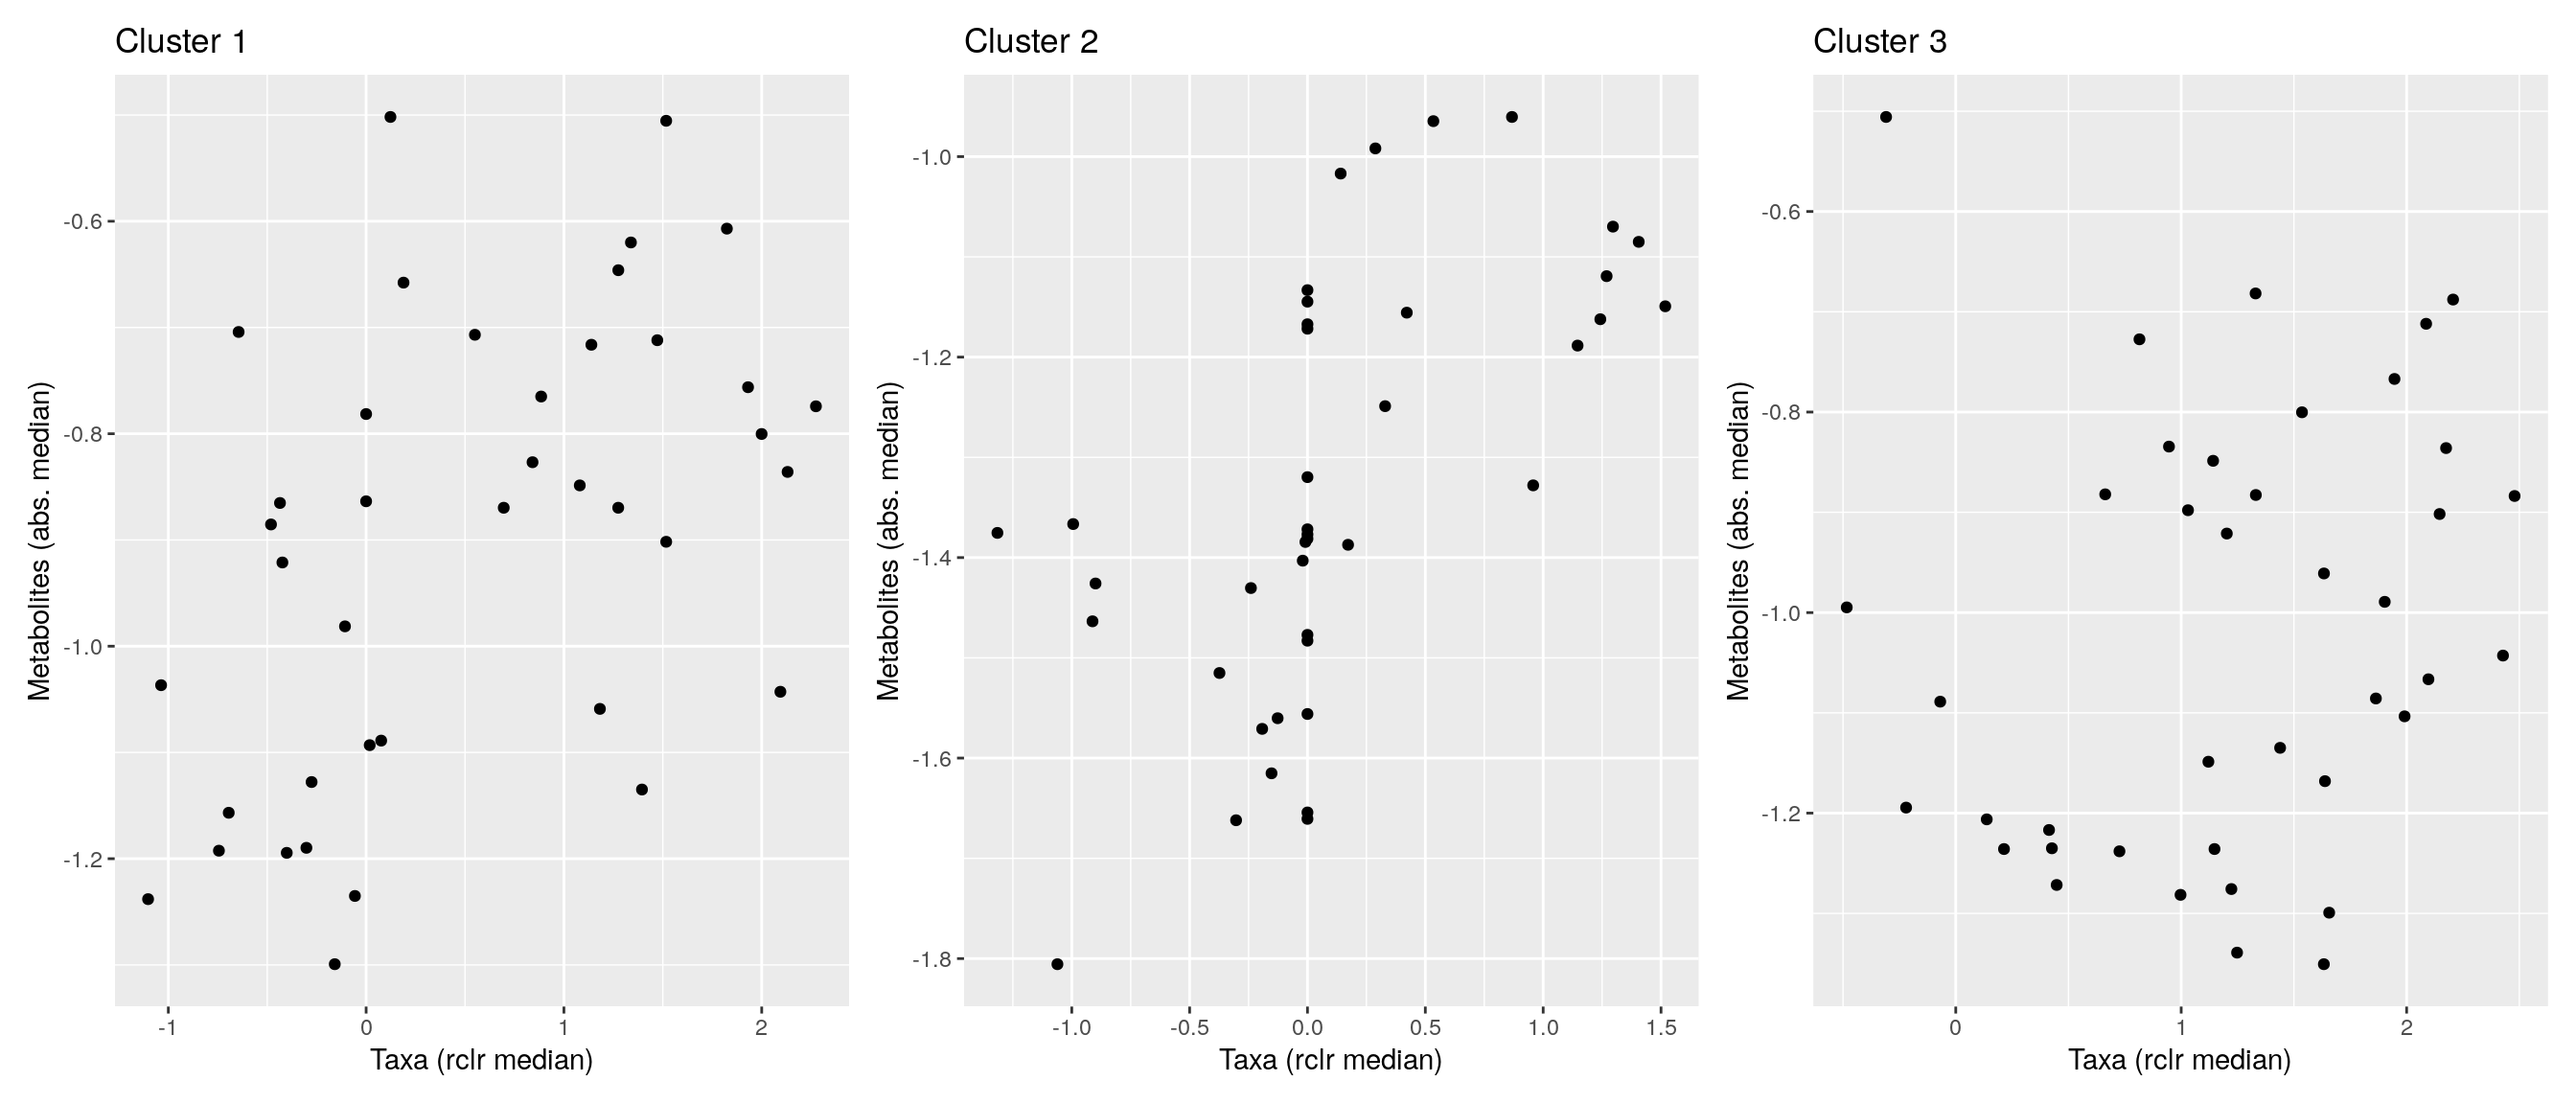 Cluster 1
Metabolites (abs. median)
-0.6
-0.8
-1.0
-1.2
-1
0
1
2
Taxa (rclr median)
Cluster 2
Metabolites (abs. median)
-1.0
-1.2
-1.4
-1.6
-1.8
-1.0
-0.5
0.0
0.5
1.0
1.5
Taxa (rclr median)
Cluster 3
Metabolites (abs. median)
-0.6
-0.8
-1.0
-1.2
0
1
2
Taxa (rclr median)